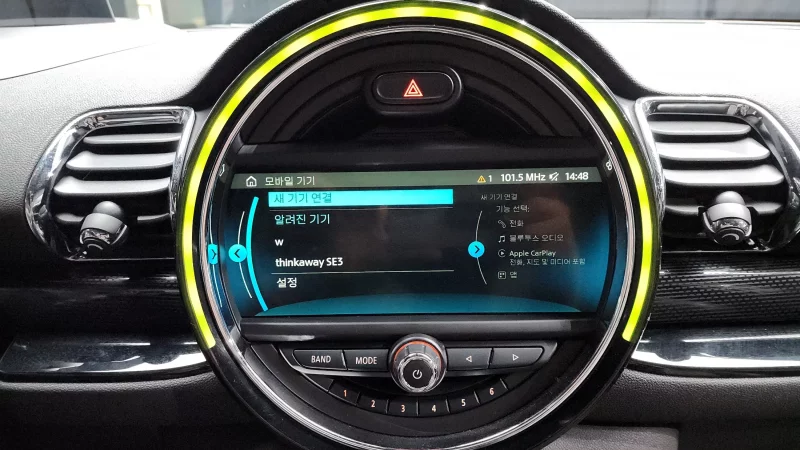 모바일 기기
1 101.5 MHz 14:48
새 기기 연결
알려진 기기
w
thinkaway SE3
설정
새 기기 연결
기능 선택:
전화
블루투스 오디오
Apple CarPlay
전화, 지도 및 미디어 포함
앱
BAND MODE
1 2 3 4 5 6